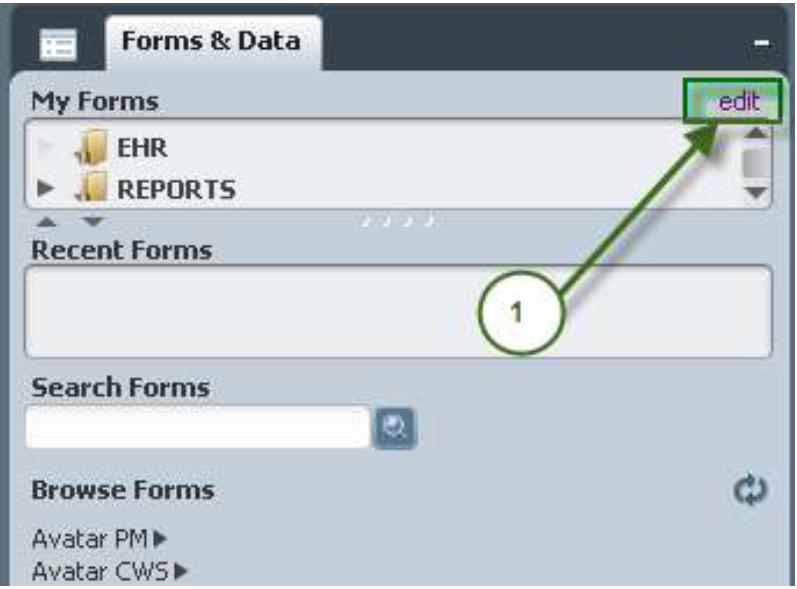 Forms & Data
My Forms
edit
EHR
REPORTS
Recent Forms
1
Search Forms
Browse Forms
Avatar PM
Avatar CWS